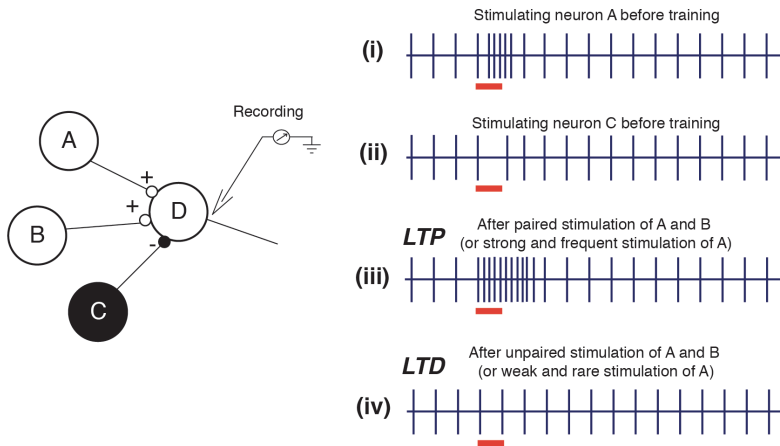 A
B
C
D
+
+
-
Recording
Stimulating neuron A before training
(i)
Stimulating neuron C before training
(ii)
LTP
After paired stimulation of A and B
(or strong and frequent stimulation of A)
(iii)
LTD
After unpaired stimulation of A and B
(or weak and rare stimulation of A)
(iv)